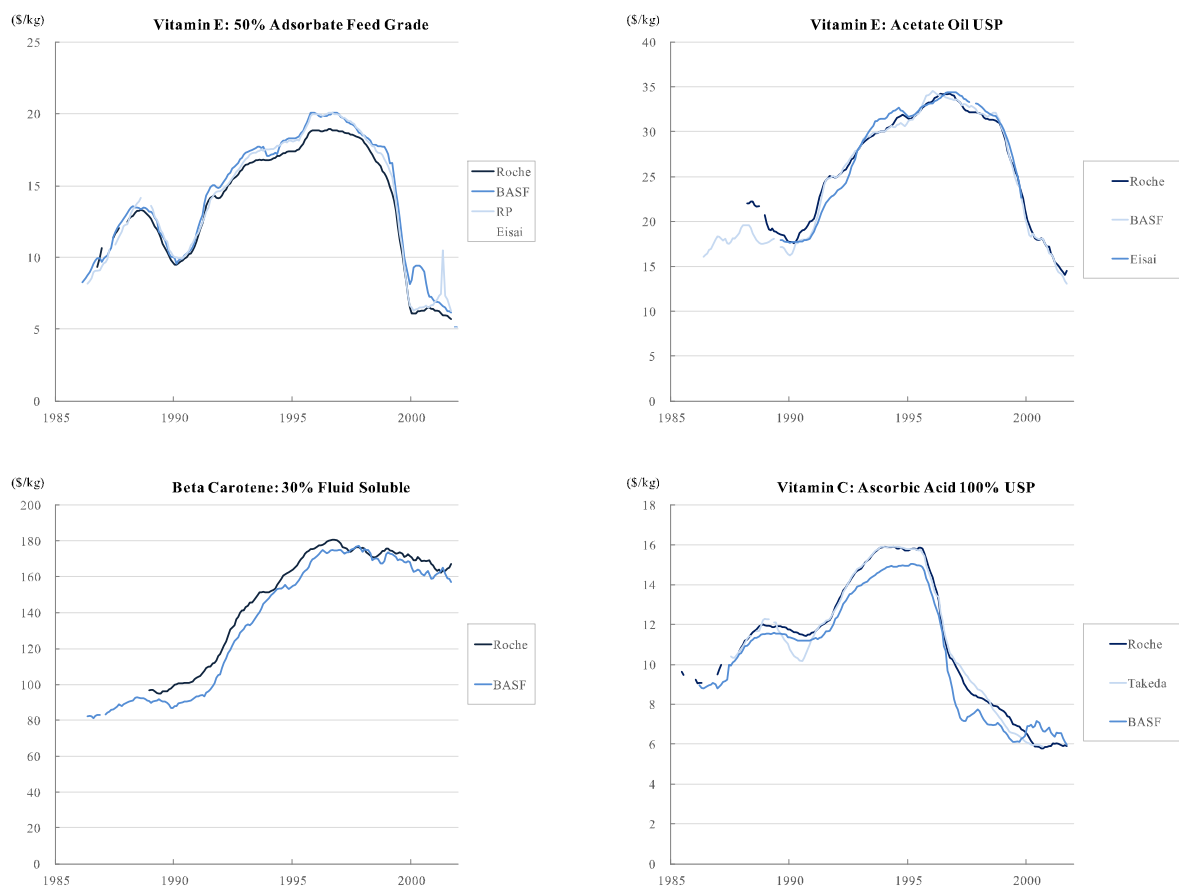 ($/kg)
Vitamin E: 50% Adsorbate Feed Grade
25
20
15
10
5
0
1985 1990 1995 2000
Roche
BASF
RP
Eisai
($/kg)
Vitamin E: Acetate Oil USP
40
35
30
25
20
15
10
5
0
1985 1990 1995 2000
Roche
BASF
Eisai
($/kg)
Beta Carotene: 30% Fluid Soluble
200
180
160
140
120
100
80
60
40
20
0
1985 1990 1995 2000
Roche
BASF
($/kg)
Vitamin C: Ascorbic Acid 100% USP
18
16
14
12
10
8
6
4
2
0
1985 1990 1995 2000
Roche
Takeda
BASF